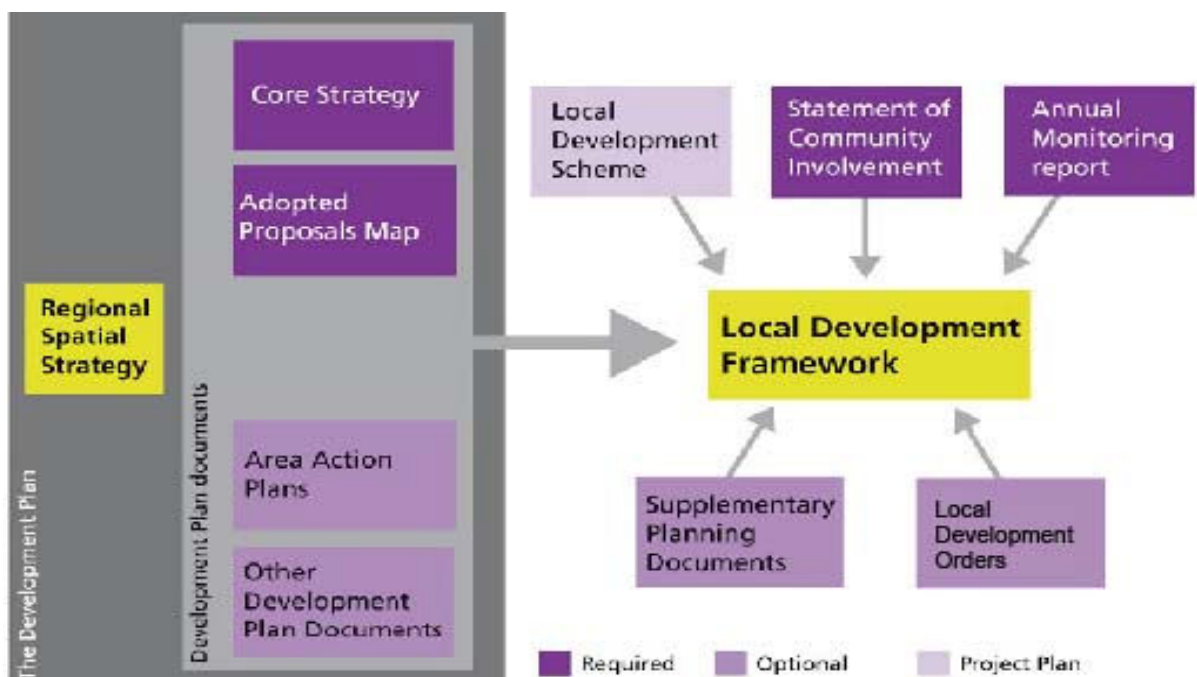 The Development Plan
Regional
Spatial
Strategy
Development Plan documents
Core Strategy
Adopted
Proposals Map
Area Action
Plans
Other
Development
Plan Documents
Local
Development
Scheme
Statement of
Community
Involvement
Annual
Monitoring
report
Local Development
Framework
Supplementary
Planning
Documents
Local
Development
Orders
Required
Optional
Project Plan